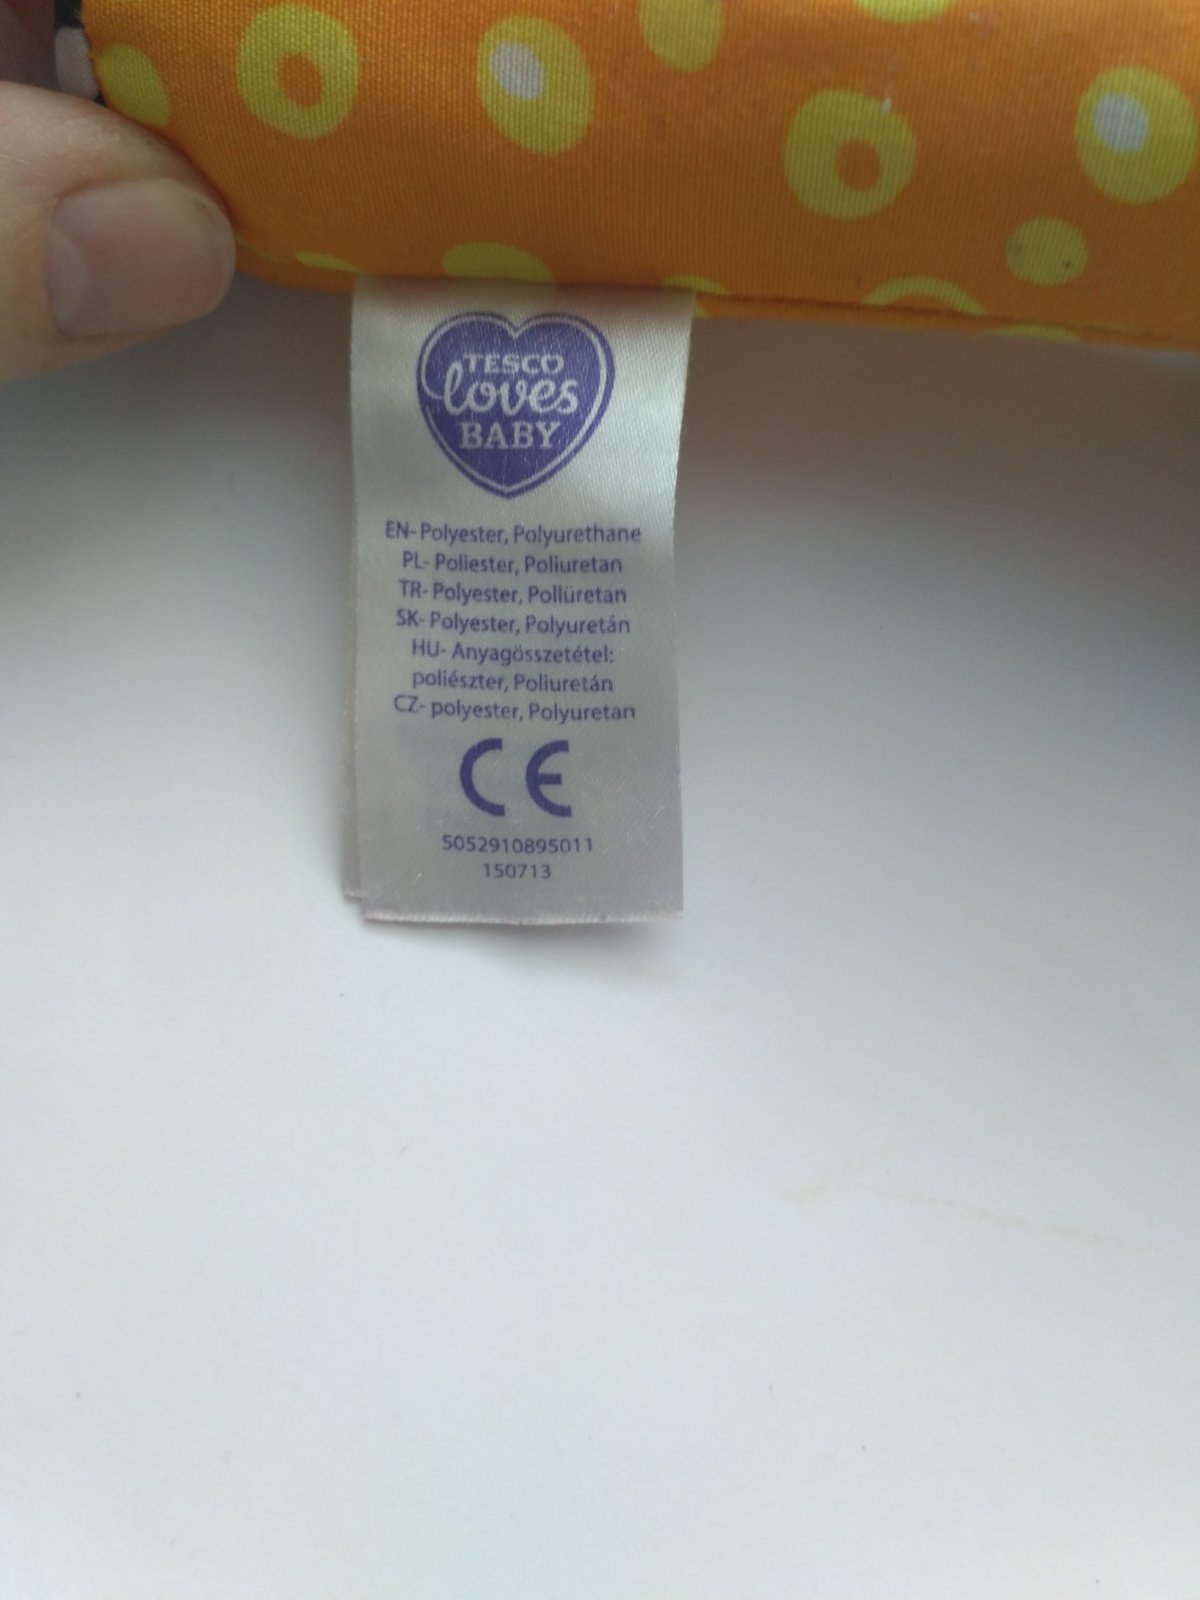 TESCO
loves
BABY
EN- Polyester, Polyurethane
PL- Poliester, Poliuretan
TR- Polyester, Poliüretan
SK- Polyester, Polyuretán
HU- Anyagösszetétel:
poliészter, Poliuretán
CZ- polyester, Polyuretan
CE
5052910895011
150713